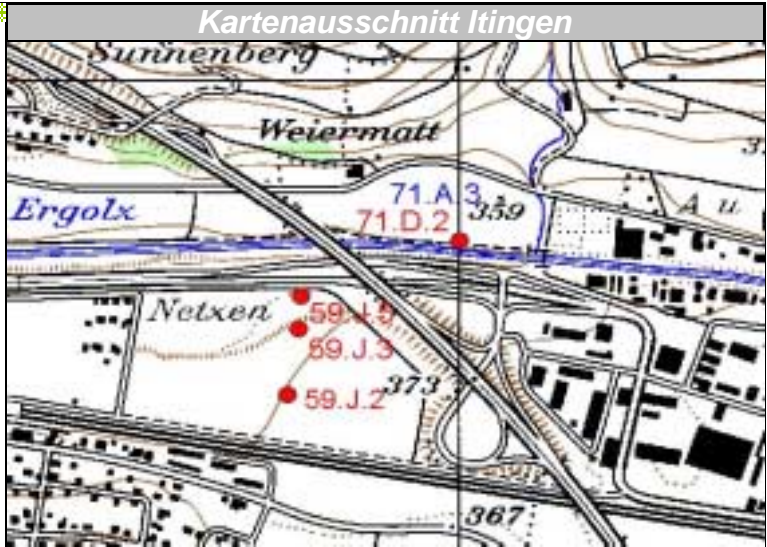 Kartenausschnitt Itingen
Sunnenberg
Weiermatt
3
Ergolx
71.A.3
359
A u
71.D.2
Netxen
59.J.5
59.J.3
373
59.J.2
367